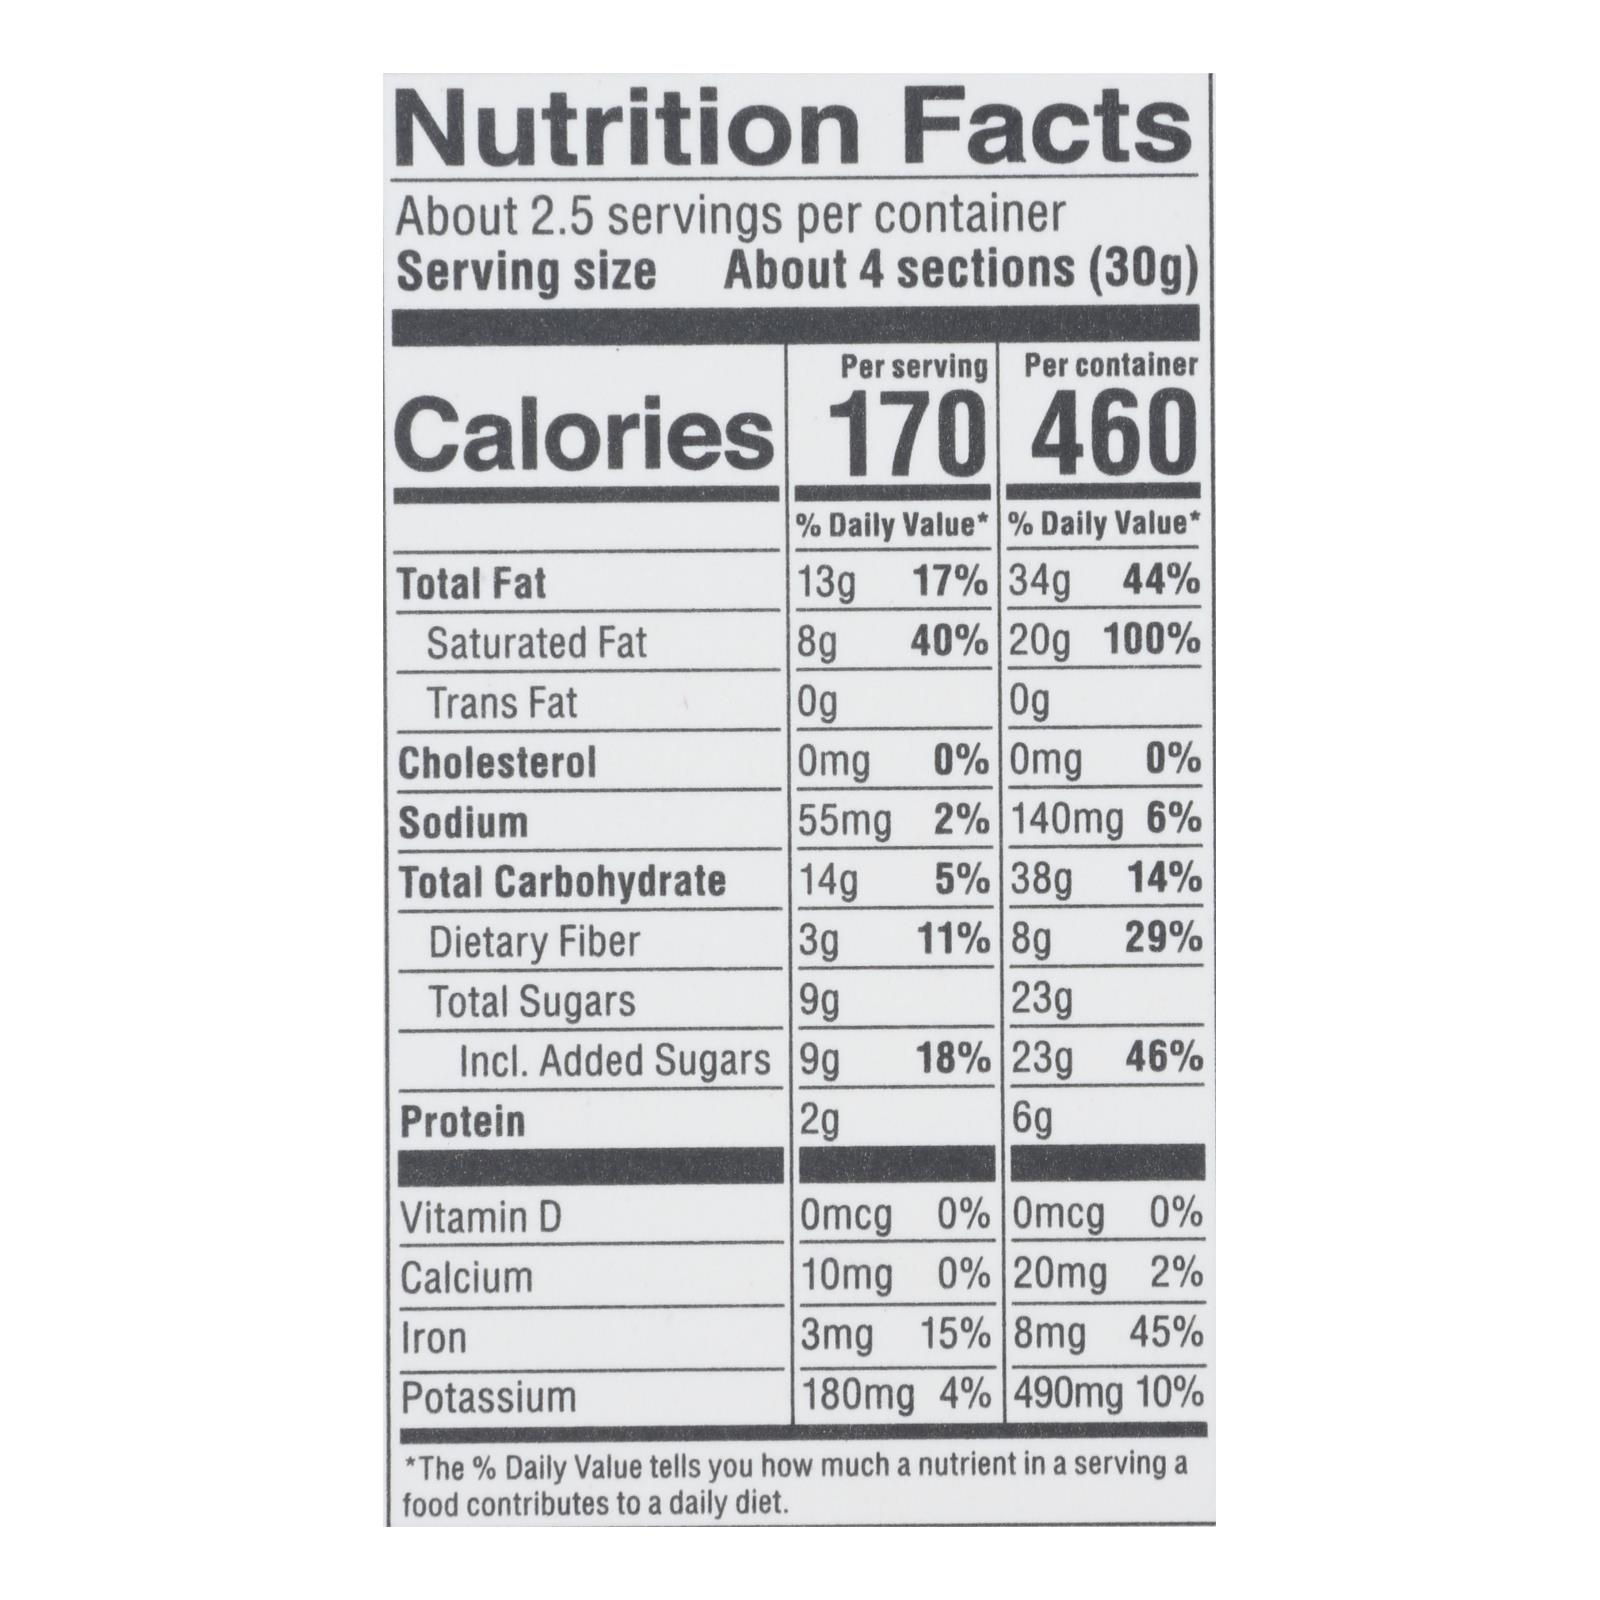 Nutrition Facts
About 2.5 servings per container
Serving size About 4 sections (30g)
Per serving Per container
Calories 170 460
% Daily Value* % Daily Value*
Total Fat 13g 17% 34g 44%
Saturated Fat 8g 40% 20g 100%
Trans Fat 0g 0g
Cholesterol 0mg 0% 0mg 0%
Sodium 55mg 2% 140mg 6%
Total Carbohydrate 14g 5% 38g 14%
Dietary Fiber 3g 11% 8g 29%
Total Sugars 9g 23g
Incl. Added Sugars 9g 18% 23g 46%
Protein 2g 6g
Vitamin D 0mcg 0% 0mcg 0%
Calcium 10mg 0% 20mg 2%
Iron 3mg 15% 8mg 45%
Potassium 180mg 4% 490mg 10%
*The % Daily Value tells you how much a nutrient in a serving a
food contributes to a daily diet.